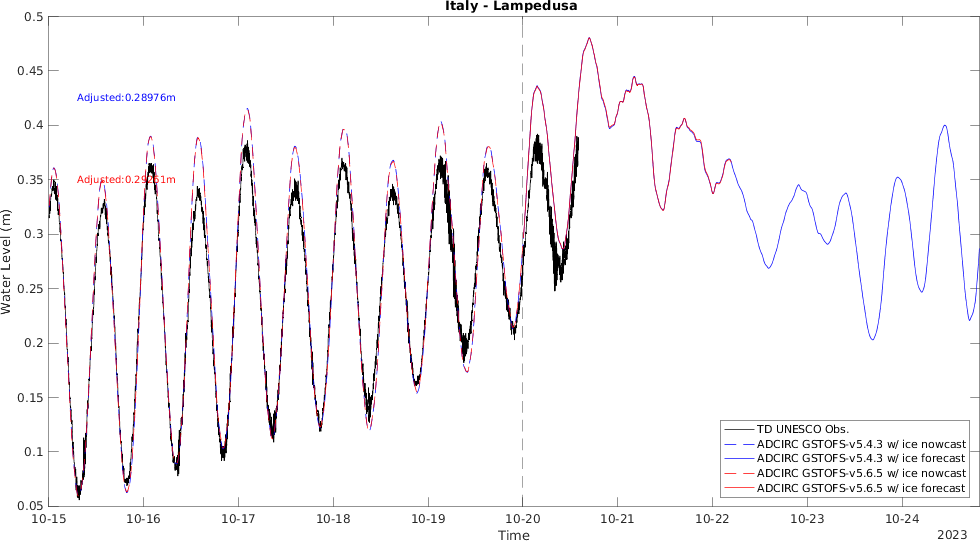 Italy - Lampedusa
0.5
0.45
0.4
0.35
0.3
0.25
0.2
0.15
0.1
0.05
Water Level (m)
Adjusted:0.28976m
Adjusted:0.29261m
TD UNESCO Obs.
ADCIRC GSTOFS-v5.4.3 w/ ice nowcast
ADCIRC GSTOFS-v5.4.3 w/ ice forecast
ADCIRC GSTOFS-v5.6.5 w/ ice nowcast
ADCIRC GSTOFS-v5.6.5 w/ ice forecast
10-15 10-16 10-17 10-18 10-19 10-20 10-21 10-22 10-23 10-24
Time
2023